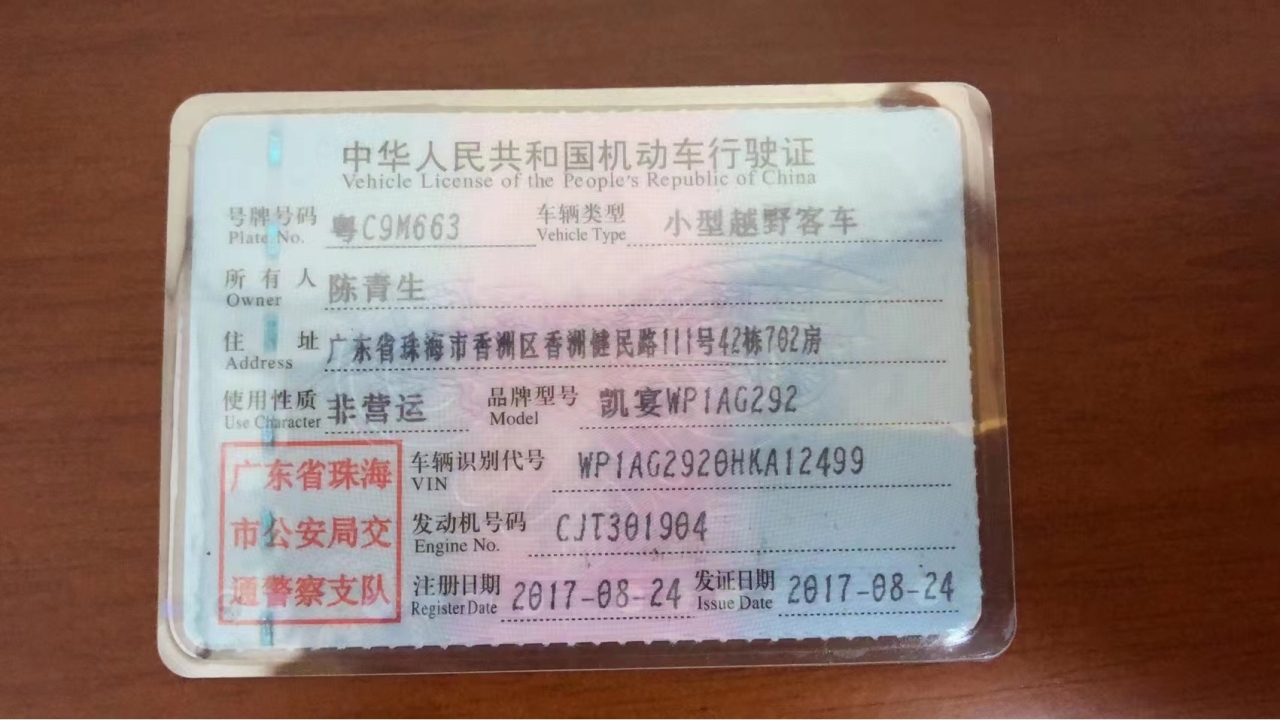 中华人民共和国机动车行驶证
Vehicle License of the People's Republic of China
号牌号码 粤C9M663 车辆类型 小型越野客车
Plate No. Vehicle Type
所有人 陈青生
Owner
住址 广东省珠海市香洲区香洲健民路111号42栋702房
Address
使用性质 非营运 品牌型号 凯宴WP1AG292
Use Character Model
广东省珠海
市公安局交
通警察支队
车辆识别代号 WP1AG2920HKA12499
VIN
发动机号码 CJT301904
Engine No.
注册日期 2017-08-24 发证日期 2017-08-24
Register Date Issue Date